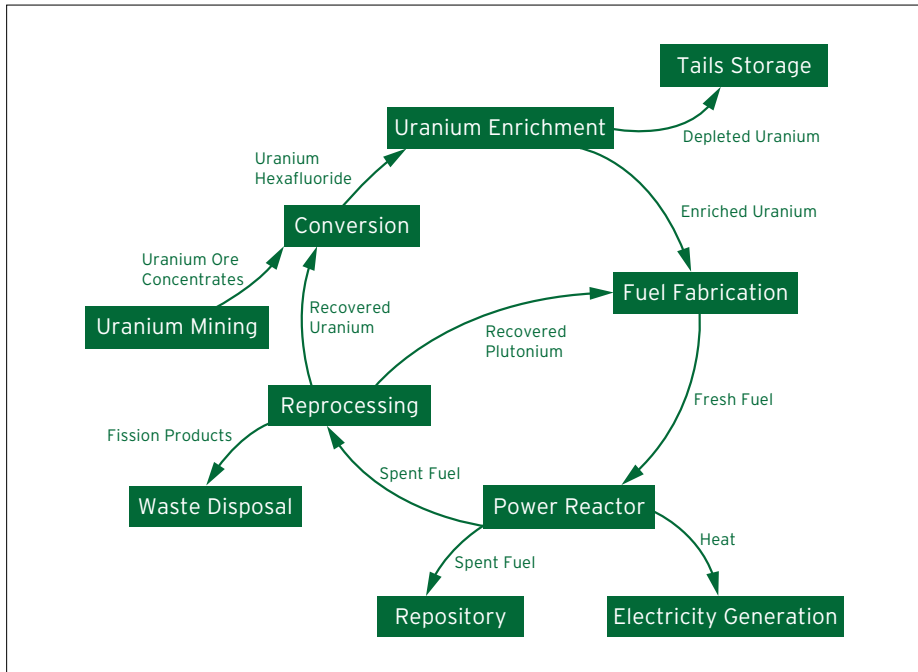 Tails Storage
Uranium Enrichment
Depleted Uranium
Uranium
Hexafluoride
Enriched Uranium
Conversion
Uranium Ore
Concentrates
Fuel Fabrication
Uranium Mining
Recovered
Uranium
Recovered
Plutonium
Reprocessing
Fresh Fuel
Fission Products
Spent Fuel
Waste Disposal
Power Reactor
Heat
Spent Fuel
Repository
Electricity Generation